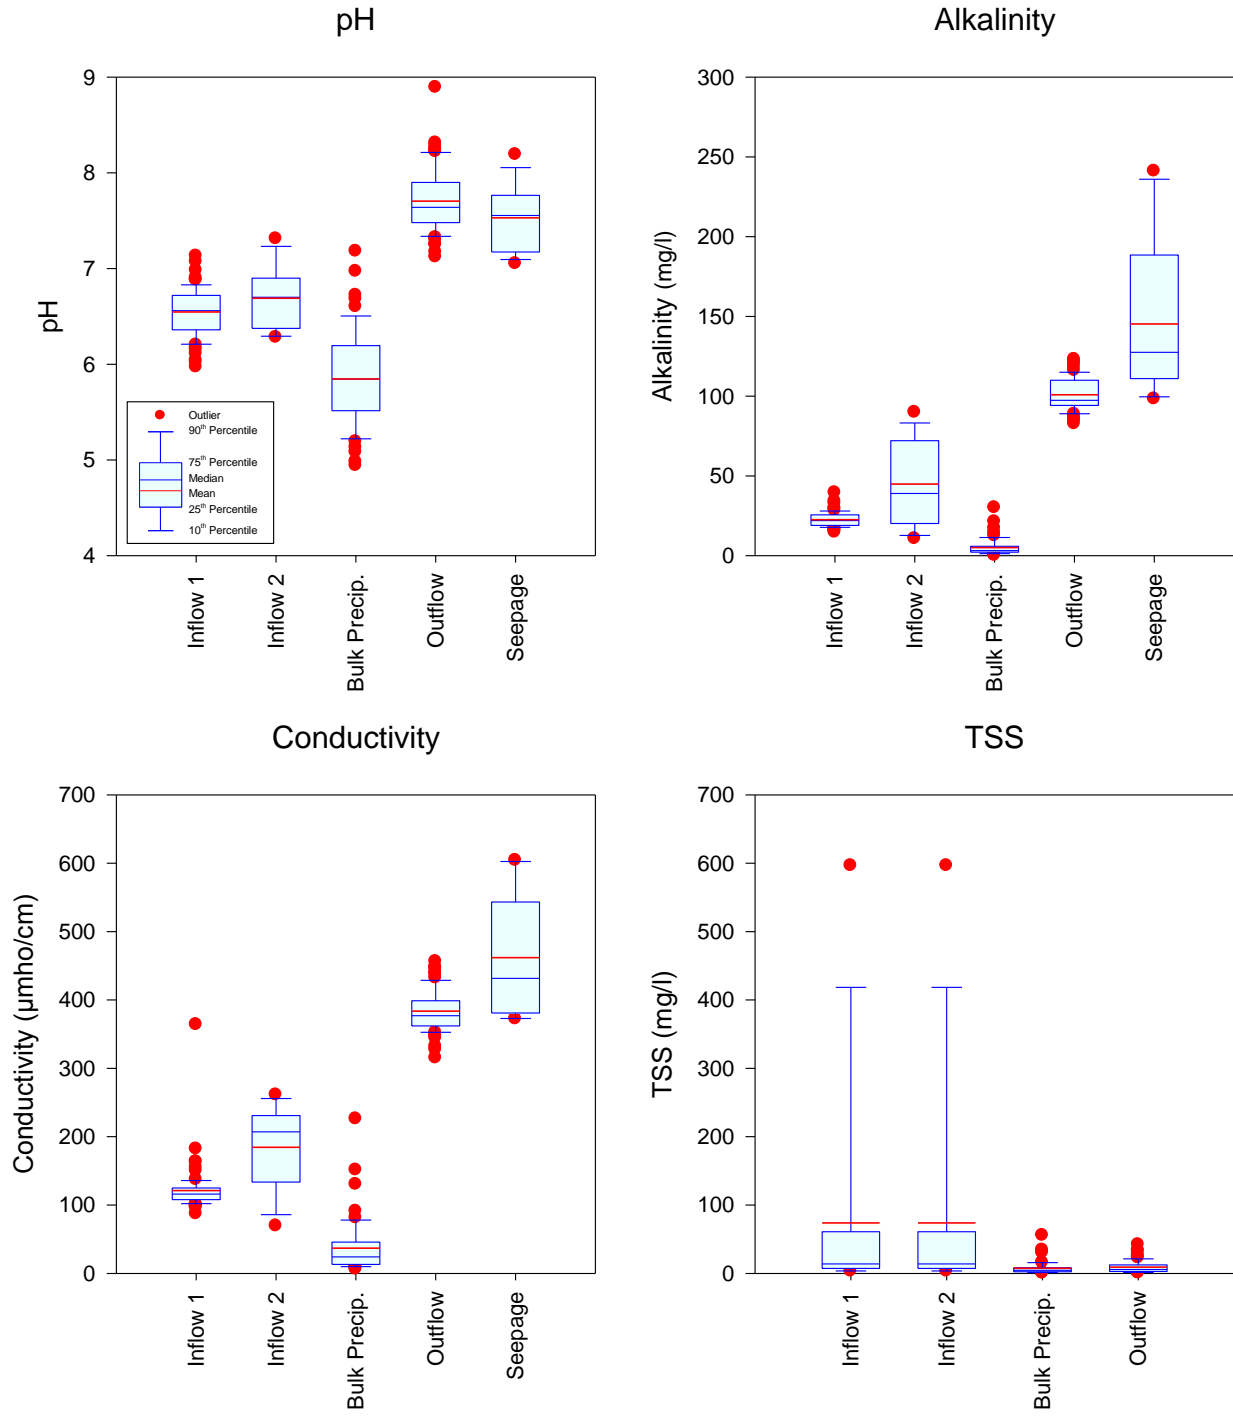 pH
Alkalinity
9
8
7
6
5
4
pH
Outlier
90th Percentile
75th Percentile
Median
Mean
25th Percentile
10th Percentile
Inflow 1
Inflow 2
Bulk Precip.
Outflow
Seepage
300
250
200
150
100
50
0
Alkalinity (mg/l)
Inflow 1
Inflow 2
Bulk Precip.
Outflow
Seepage
Conductivity
TSS
700
600
500
400
300
200
100
0
Conductivity (µmho/cm)
Inflow 1
Inflow 2
Bulk Precip.
Outflow
Seepage
700
600
500
400
300
200
100
0
TSS (mg/l)
Inflow 1
Inflow 2
Bulk Precip.
Outflow